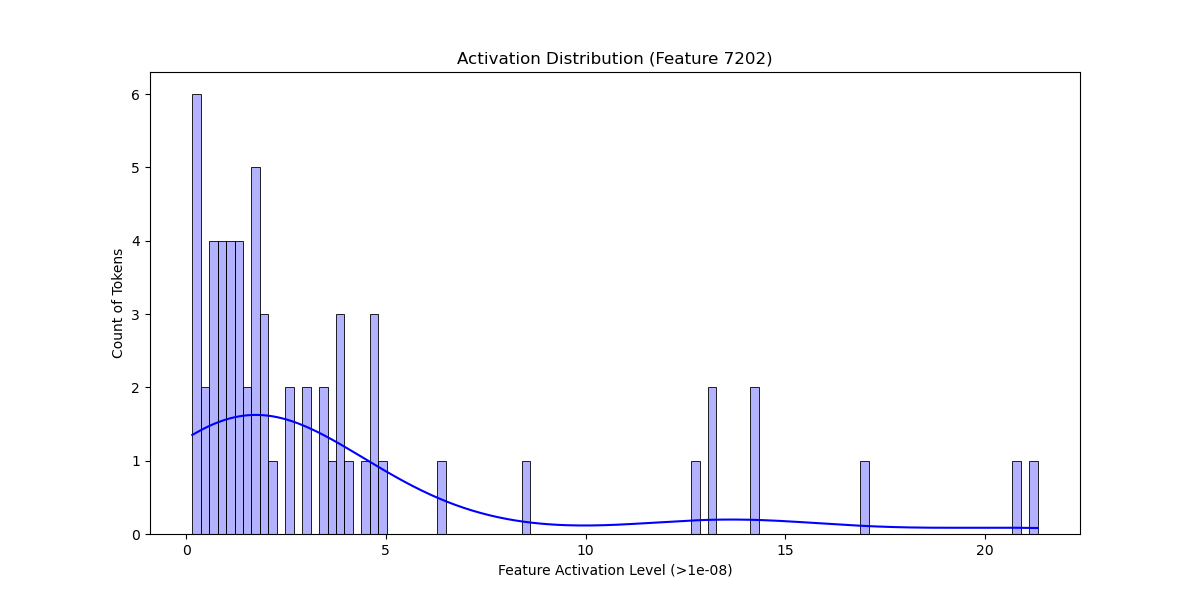 Activation Distribution (Feature 7202)
6
5
4
3
2
1
0
Count of Tokens
0 5 10 15 20
Feature Activation Level (>1e-08)